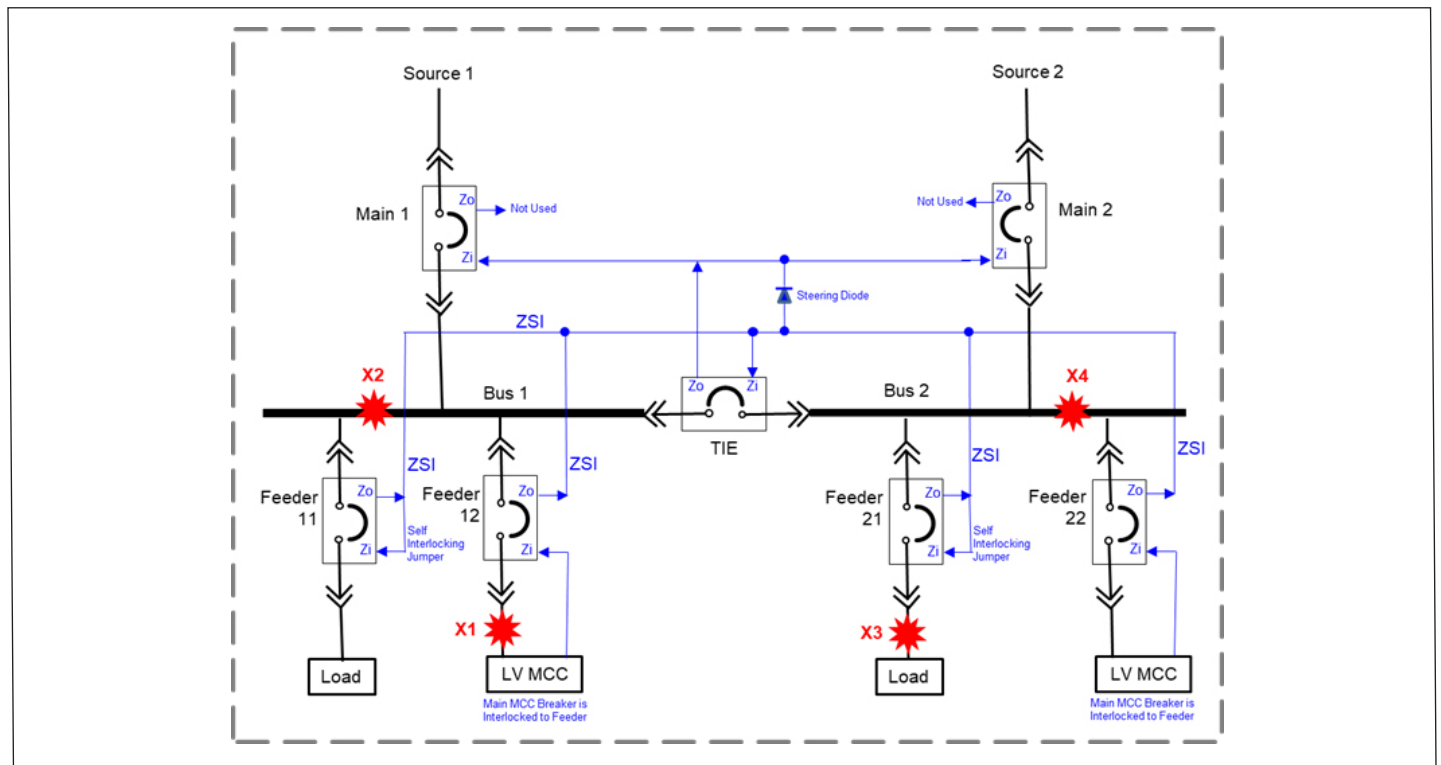 Source 1
Source 2
Main 1
Zo
Not Used
Zi
Not Used
Zo
Main 2
Zi
Steering Diode
ZSI
X2
Bus 1
Zo
Zi
TIE
Bus 2
X4
ZSI
ZSI
ZSI
ZSI
Feeder
11
Zo
Zi
Self
Interlocking
Jumper
Feeder
12
Zo
Zi
Feeder
21
Zo
Zi
Self
Interlocking
Jumper
Feeder
22
Zo
Zi
X1
X3
Load
LV MCC
Main MCC Breaker is
Interlocked to Feeder
Load
LV MCC
Main MCC Breaker is
Interlocked to Feeder